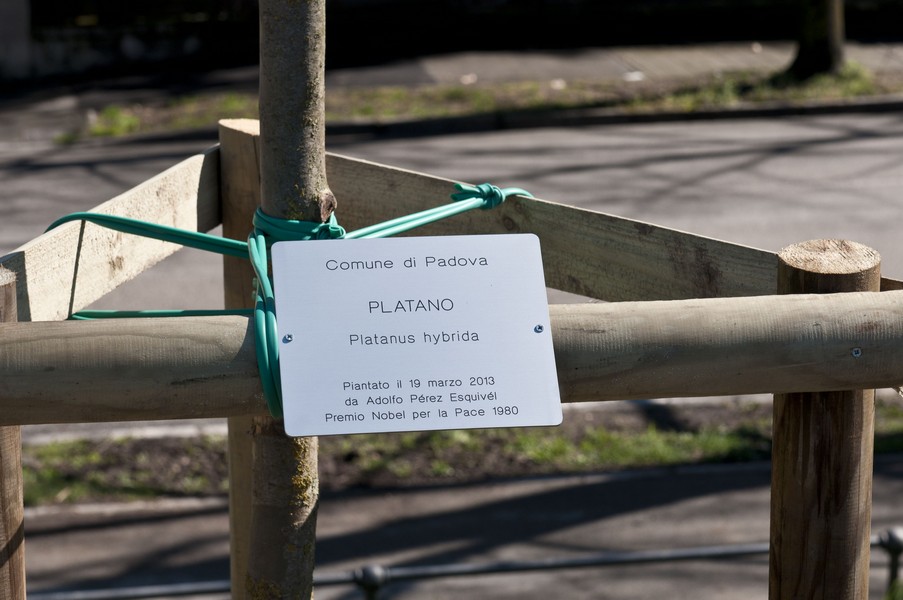 Comune di Padova
PLATANO
Platanus hybrida
Piantato il 19 marzo 2013
da Adolfo Pérez Esquivél
Premio Nobel per la Pace 1980